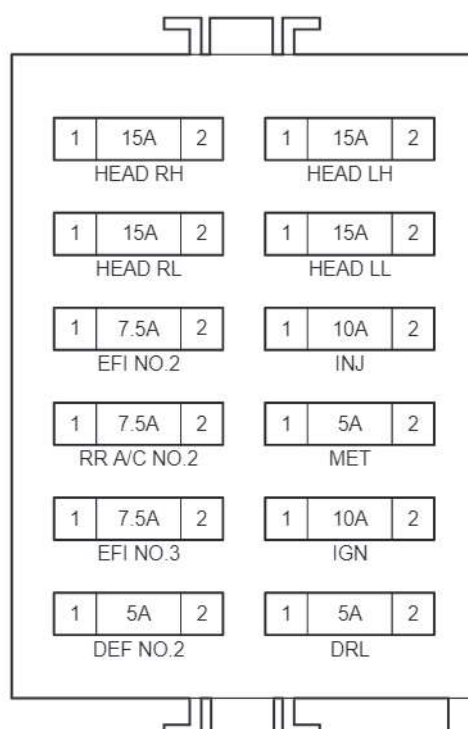 1 15A 2 1 15A 2
HEAD RH HEAD LH
1 15A 2 1 15A 2
HEAD RL HEAD LL
1 7.5A 2 1 10A 2
EFI NO.2 INJ
1 7.5A 2 1 5A 2
RR A/C NO.2 MET
1 7.5A 2 1 10A 2
EFI NO.3 IGN
1 5A 2 1 5A 2
DEF NO.2 DRL